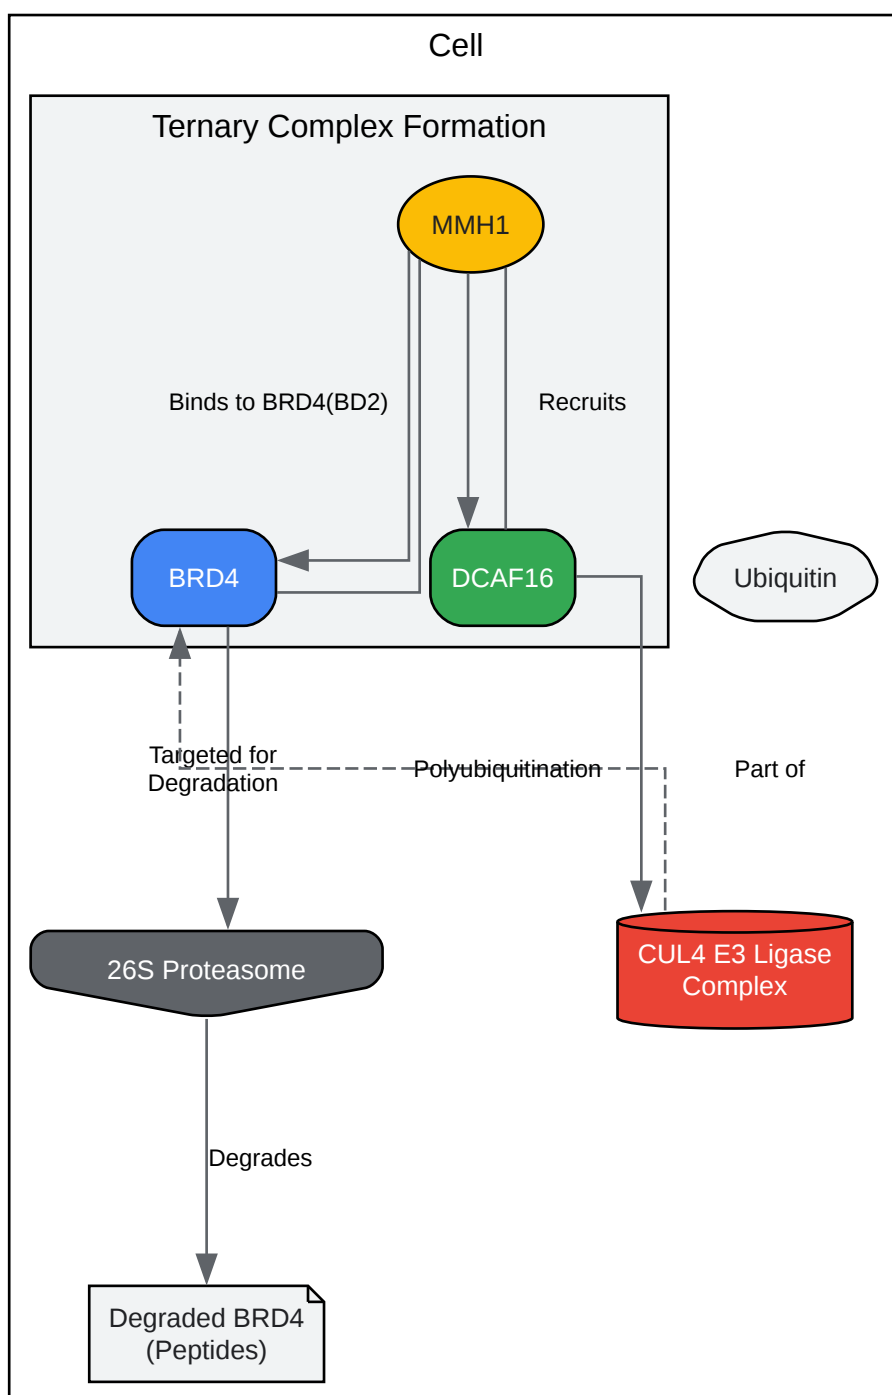 Cell
Ternary Complex Formation
MMH1
Binds to BRD4(BD2)
Recruits
BRD4
DCAF16
Ubiquitin
Targeted for
Degradation
Polyubiquitination
Part of
26S Proteasome
CUL4 E3 Ligase
Complex
Degrades
Degraded BRD4
(Peptides)